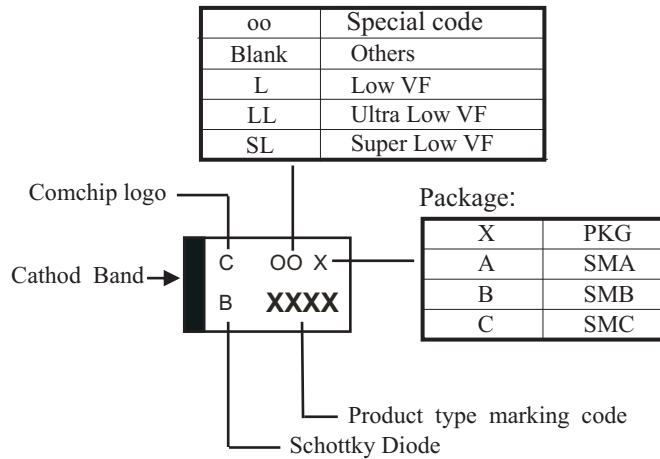 oo Special code
Blank Others
L Low VF
LL Ultra Low VF
SL Super Low VF
Comchip logo
Package:
X PKG
A SMA
B SMB
C SMC
Cathod Band
C OO X
B XXXX
Product type marking code
Schottky Diode